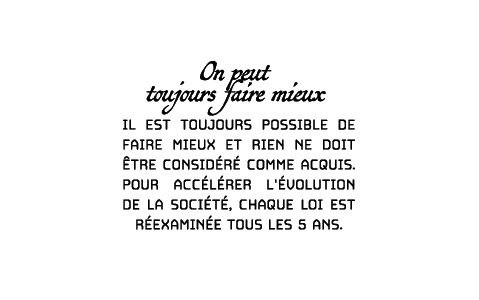 On peut
toujours faire mieux
IL EST TOUJOURS POSSIBLE DE
FAIRE MIEUX ET RIEN NE DOIT
ÊTRE CONSIDÉRÉ COMME ACQUIS.
POUR ACCÉLÉRER L'ÉVOLUTION
DE LA SOCIÉTÉ, CHAQUE LOI EST
RÉEXAMINÉE TOUS LES 5 ANS.